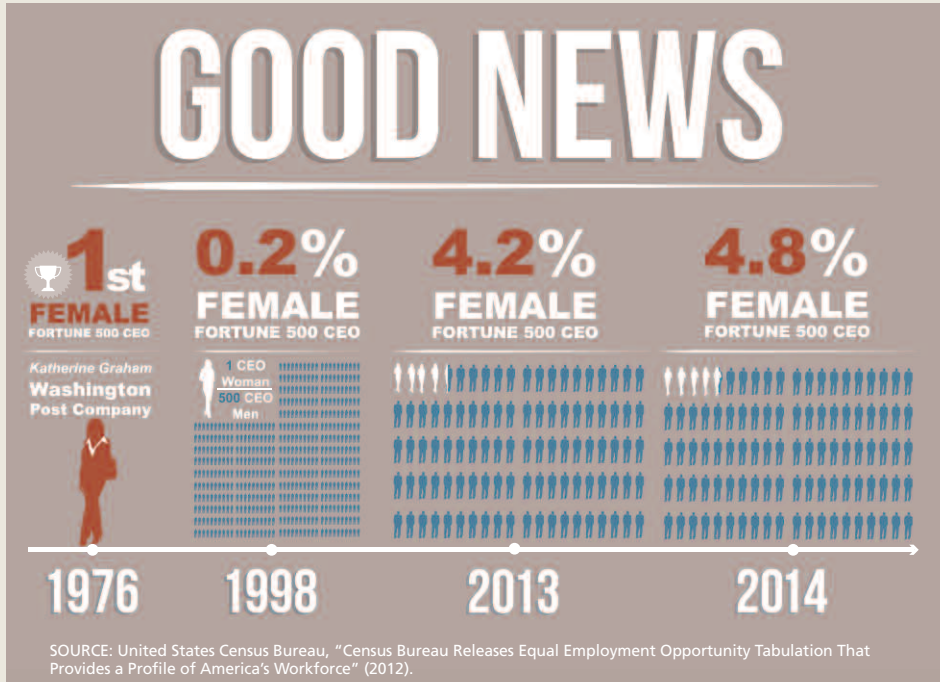 GOOD NEWS
1st
FEMALE
FORTUNE 500 CEO
Katherine Graham
Washington
Post Company
0.2%
FEMALE
FORTUNE 500 CEO
1 CEO
Woman
500 CEO
Men
4.2%
FEMALE
FORTUNE 500 CEO
4.8%
FEMALE
FORTUNE 500 CEO
1976
1998
2013
2014
SOURCE: United States Census Bureau, “Census Bureau Releases Equal Employment Opportunity Tabulation That
Provides a Profile of America’s Workforce” (2012).